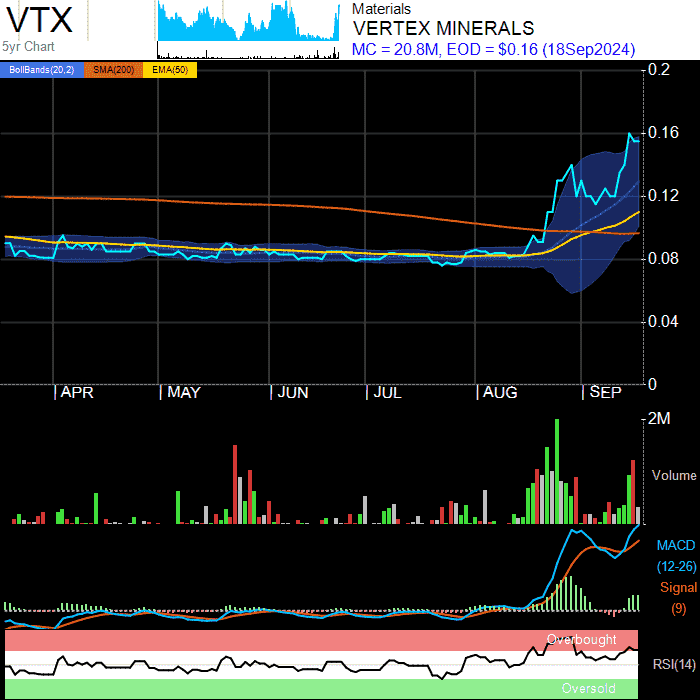 VTX
5yr Chart
Materials
VERTEX MINERALS
MC = 20.8M, EOD = $0.16 (18Sep2024)
BollBands(20,2) SMA(200) EMA(50)
0.2
0.16
0.12
0.08
0.04
0
APR MAY JUN JUL AUG SEP
2M
Volume
MACD
(12-26)
Signal
(9)
Overbought
RSI(14)
Oversold